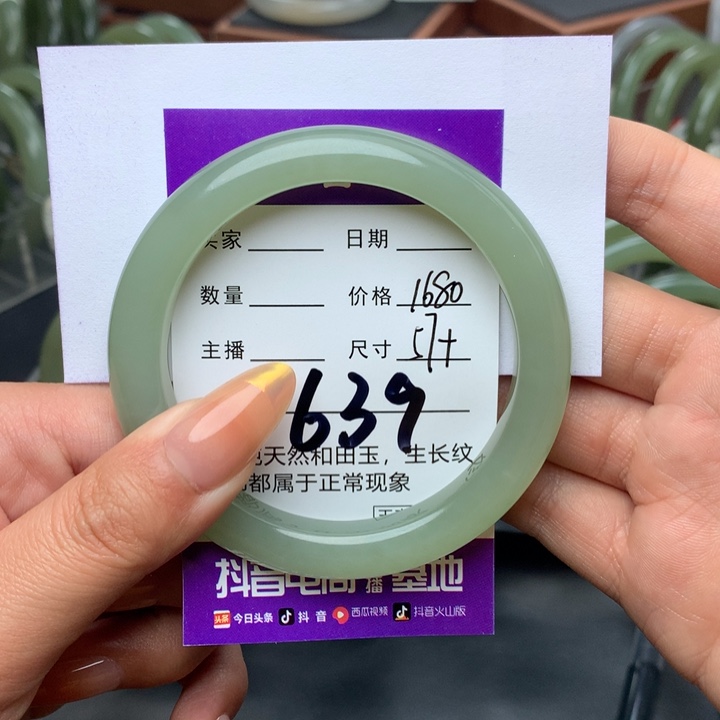 家 日期
数量 价格 1680
主播 尺寸 57+
639
天然和田玉，生长纹
都属于正常现象
抖音电商 播 基地
头条 今日头条 抖音 西瓜视频 抖音火山版